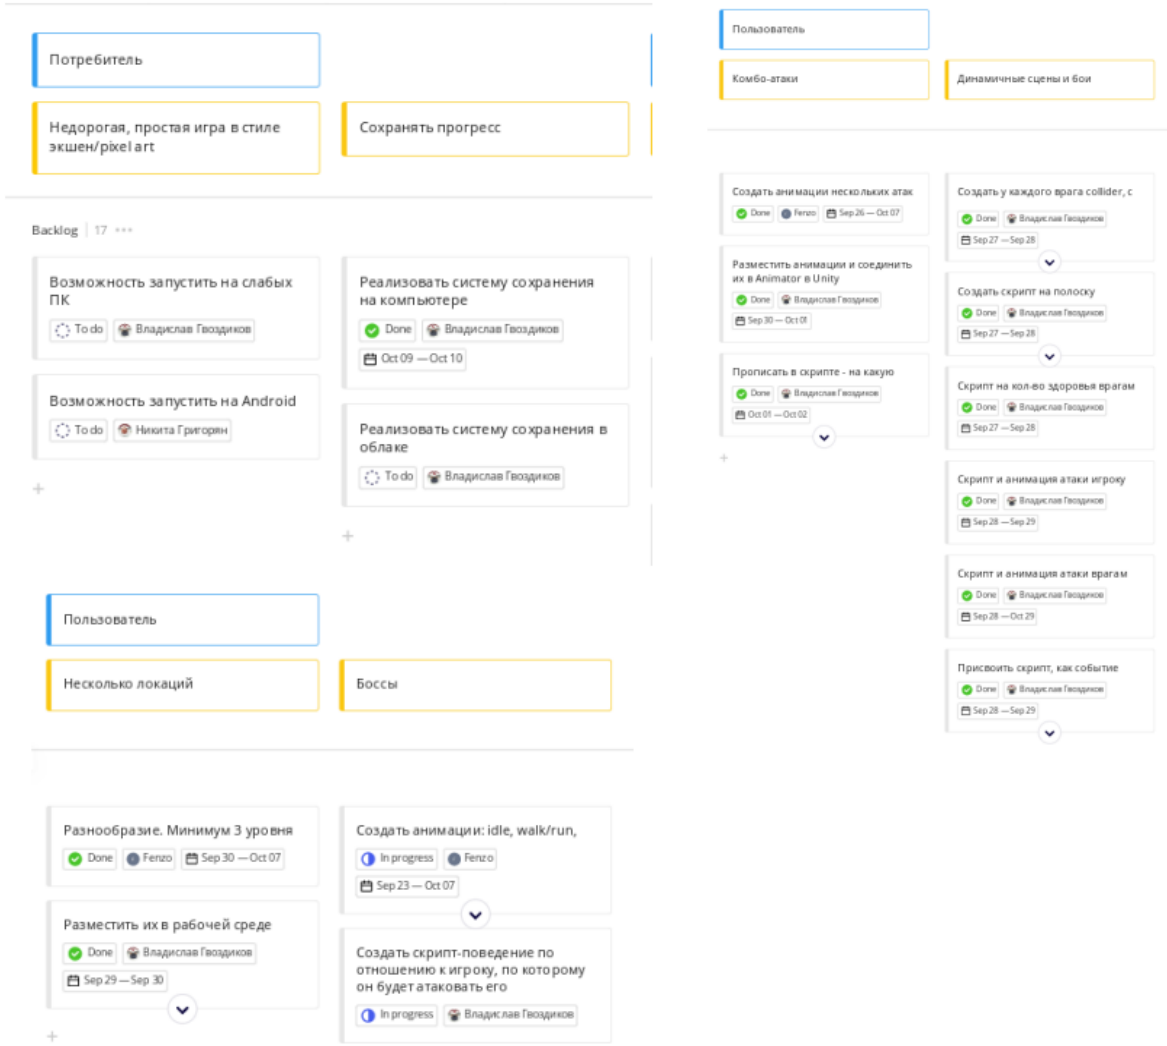 Потребитель
Недорогая, простая игра в стиле
экшен/pixel art
Сохранять прогресс
Backlog 17 •••
Возможность запустить на слабых
ПК
To do Владислав Гвоздиков
Возможность запустить на Android
To do Никита Григорян
Реализовать систему сохранения
на компьютере
Done Владислав Гвоздиков
Oct 09 — Oct 10
Реализовать систему сохранения в
облаке
To do Владислав Гвоздиков
Пользователь
Несколько локаций
Боссы
Разнообразие. Минимум 3 уровня
Done Fenzo Sep 30 — Oct 07
Разместить их в рабочей среде
Done Владислав Гвоздиков
Sep 29 — Sep 30
Создать анимации: idle, walk/run,
In progress Fenzo
Sep 23 — Oct 07
Создать скрипт-поведение по
отношению к игроку, по которому
он будет атаковать его
In progress Владислав Гвоздиков
Пользователь
Комбо-атаки
Динамичные сцены и бои
Создать анимации нескольких атак
Done Fenzo Sep 26 — Oct 07
Разместить анимации и соединить
их в Animator в Unity
Done Владислав Гвоздиков
Sep 30 — Oct 01
Прописать в скрипте - на какую
Done Владислав Гвоздиков
Oct 01 — Oct 02
Создать у каждого врага collider, с
Done Владислав Гвоздиков
Sep 27 — Sep 28
Создать скрипт на полоску
Done Владислав Гвоздиков
Sep 27 — Sep 28
Скрипт на кол-во здоровья врагам
Done Владислав Гвоздиков
Sep 27 — Sep 28
Скрипт и анимация атаки игроку
Done Владислав Гвоздиков
Sep 28 — Sep 29
Скрипт и анимация атаки врагам
Done Владислав Гвоздиков
Sep 28 — Oct 29
Присвоить скрипт, как событие
Done Владислав Гвоздиков
Sep 28 — Sep 29